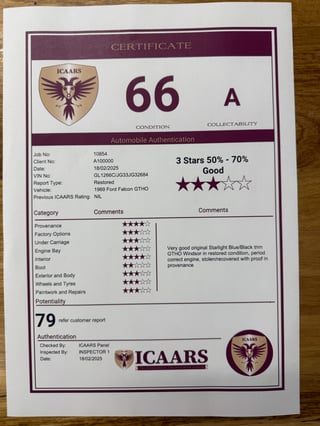 CERTIFICATE
ICAARS
66
A
CONDITION
COLLECTABILITY
Automobile Authentication
Job No: 10854
Client No: A100000
Date: 18/02/2025
VIN No: GL1266C/JG33JG32684
Report Type: Restored
Vehicle: 1969 Ford Falcon GTHO
Previous ICAARS Rating: NIL
3 Stars 50% - 70%
Good
Category Comments
Comments
Provenance
Factory Options
Under Carriage
Engine Bay
Interior
Boot
Exterior and Body
Wheels and Tyres
Paintwork and Repairs
Very good original Starlight Blue/Black trim
GTHO Windsor in restored condition, period
correct engine, stolen/recovered with proof in
provenance
Potentiality
79 refer customer report
Authentication
Checked By: ICAARS Panel
Inspected By: INSPECTOR 1
Date: 18/02/2025
ICAARS